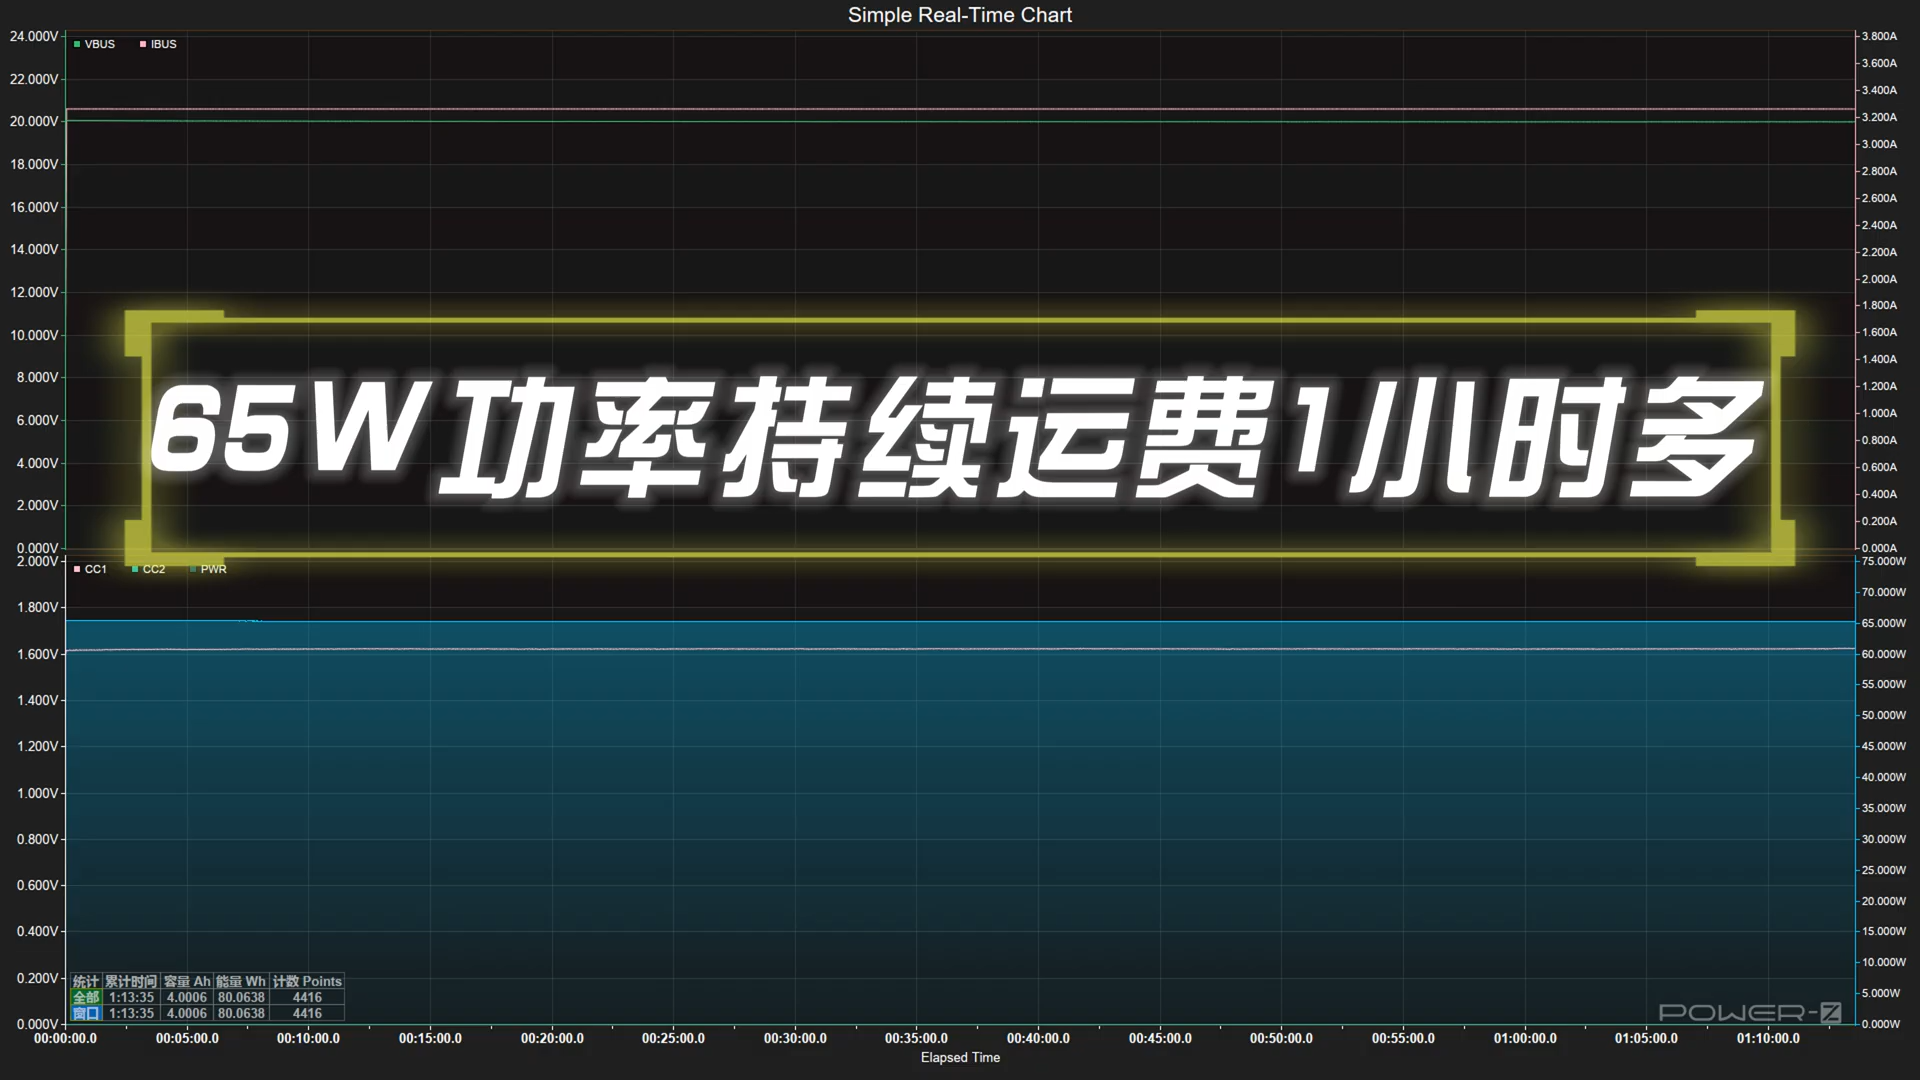 Simple Real-Time Chart
VBUS IBUS
24.000V
22.000V
20.000V
18.000V
16.000V
14.000V
12.000V
10.000V
8.000V
6.000V
4.000V
2.000V
0.000V
3.800A
3.600A
3.400A
3.200A
3.000A
2.800A
2.600A
2.400A
2.200A
2.000A
1.800A
1.600A
1.400A
1.200A
1.000A
0.800A
0.600A
0.400A
0.200A
0.000A
65W功率持续运费1小时多
CC1 CC2 PWR
2.000V
1.800V
1.600V
1.400V
1.200V
1.000V
0.800V
0.600V
0.400V
0.200V
0.000V
75.000W
70.000W
65.000W
60.000W
55.000W
50.000W
45.000W
40.000W
35.000W
30.000W
25.000W
20.000W
15.000W
10.000W
5.000W
0.000W
统计 累计时间 容量 Ah 能量 Wh 计数 Points
全部 1:13:35 4.0006 80.0638 4416
窗口 1:13:35 4.0006 80.0638 4416
POWER-Z
00:00:00.0 00:05:00.0 00:10:00.0 00:15:00.0 00:20:00.0 00:25:00.0 00:30:00.0 00:35:00.0 00:40:00.0 00:45:00.0 00:50:00.0 00:55:00.0 01:00:00.0 01:05:00.0 01:10:00.0
Elapsed Time